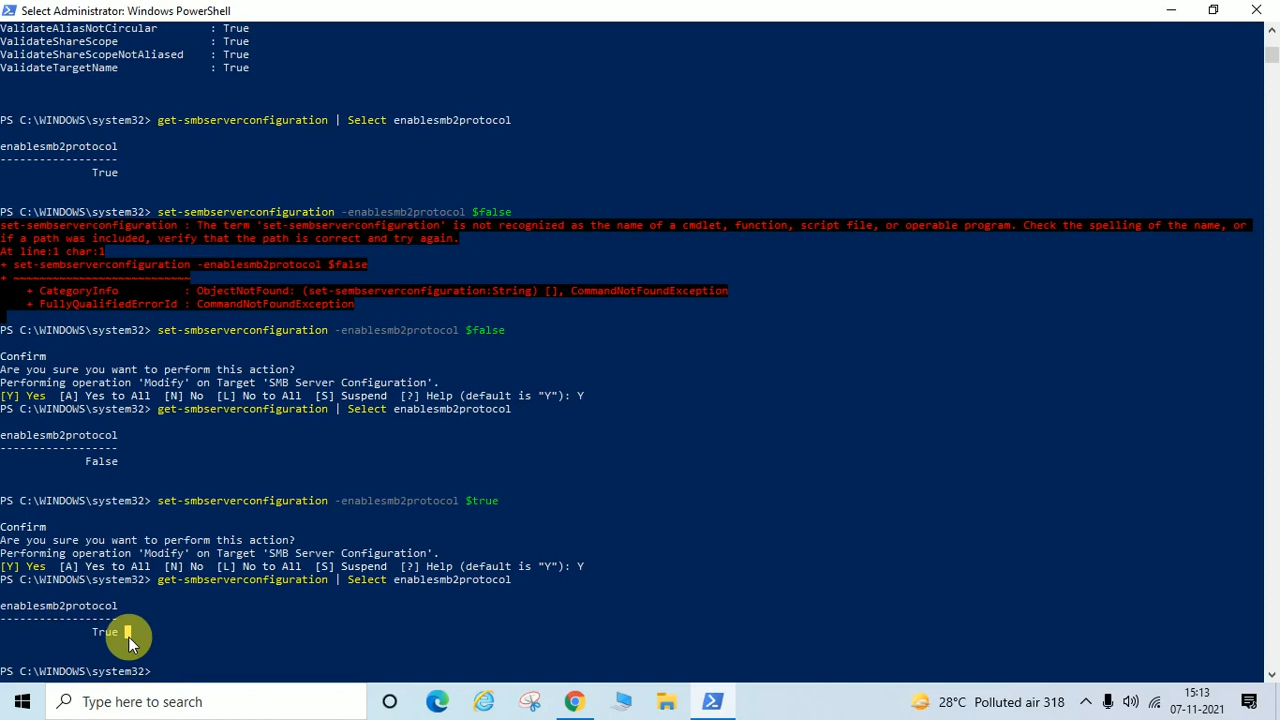 Select Administrator: Windows PowerShell
ValidateAliasNotCircular : True
ValidateShareScope : True
ValidateShareScopeNotAliased : True
ValidateTargetName : True
PS C:\WINDOWS\system32> get-smbserverconfiguration | Select enablesmb2protocol
enablesmb2protocol
------------------
True
PS C:\WINDOWS\system32> set-sembserverconfiguration -enablesmb2protocol $false
set-sembserverconfiguration : The term 'set-sembserverconfiguration' is not recognized as the name of a cmdlet, function, script file, or operable program. Check the spelling of the name, or
if a path was included, verify that the path is correct and try again.
At line:1 char:1
+ set-sembserverconfiguration -enablesmb2protocol $false
+ ~~~~~~~~~~~~~~~~~~~~~~~~~~~
+ CategoryInfo : ObjectNotFound: (set-sembserverconfiguration:String) [], CommandNotFoundException
+ FullyQualifiedErrorId : CommandNotFoundException
PS C:\WINDOWS\system32> set-smbserverconfiguration -enablesmb2protocol $false
Confirm
Are you sure you want to perform this action?
Performing operation 'Modify' on Target 'SMB Server Configuration'.
[Y] Yes [A] Yes to All [N] No [L] No to All [S] Suspend [?] Help (default is "Y"): Y
PS C:\WINDOWS\system32> get-smbserverconfiguration | Select enablesmb2protocol
enablesmb2protocol
------------------
False
PS C:\WINDOWS\system32> set-smbserverconfiguration -enablesmb2protocol $true
Confirm
Are you sure you want to perform this action?
Performing operation 'Modify' on Target 'SMB Server Configuration'.
[Y] Yes [A] Yes to All [N] No [L] No to All [S] Suspend [?] Help (default is "Y"): Y
PS C:\WINDOWS\system32> get-smbserverconfiguration | Select enablesmb2protocol
enablesmb2protocol
------------------
True
PS C:\WINDOWS\system32>
Type here to search
28°C Polluted air 318
15:13
07-11-2021